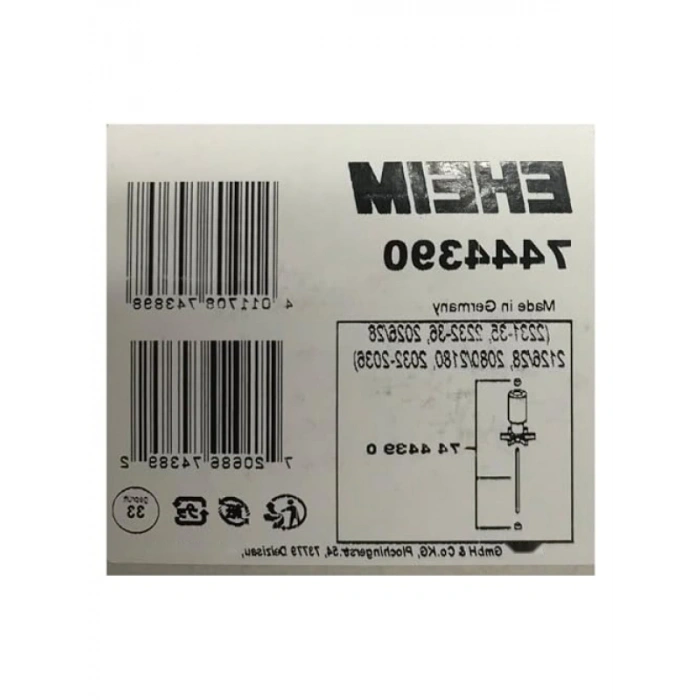 EHEIM
7444390
Made in Germany
(2231-35, 2232-36, 2026/28
2126/28, 2080/2180, 2032-2036)
74 4439 0
4 011708 743898
7 20686 74389 2
geprüft
33
GmbH & Co.KG, Plochingerstr.54, 73779 Deizisau,